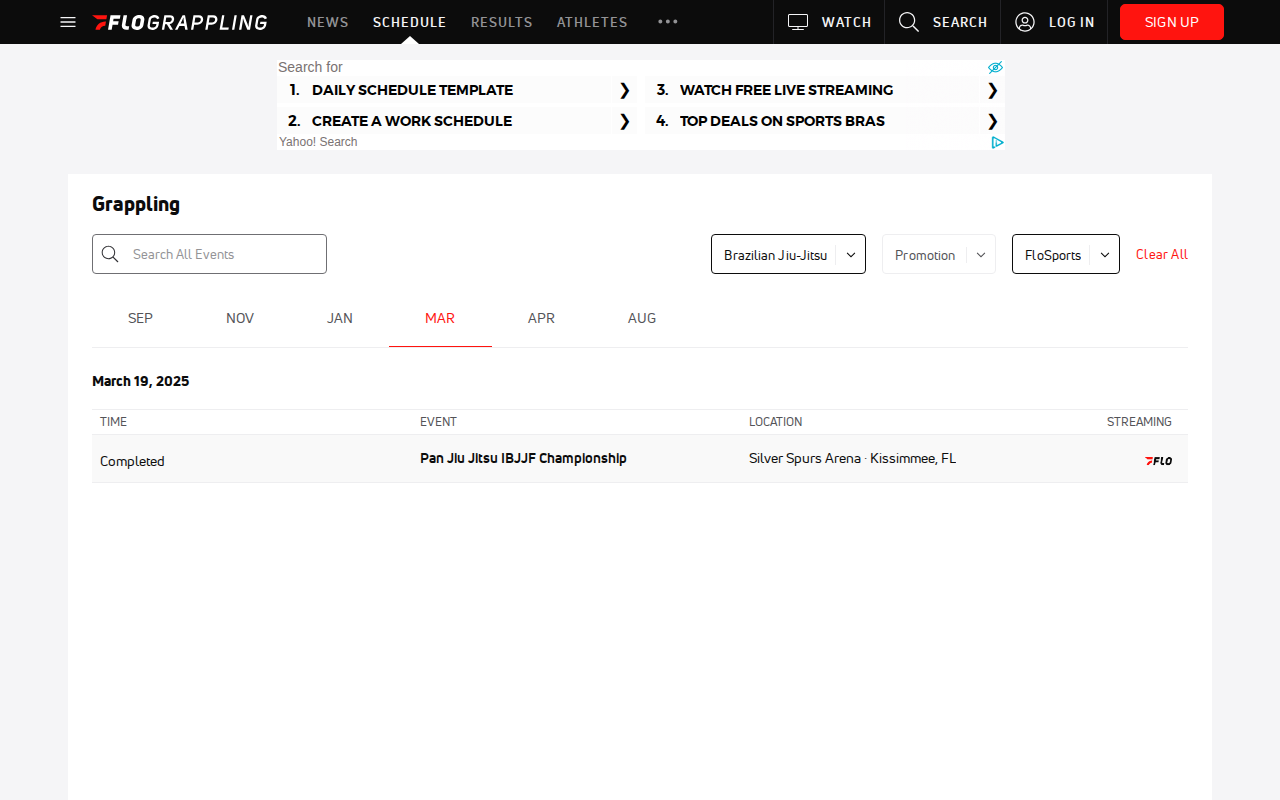 FLOGRAPPLING NEWS SCHEDULE RESULTS ATHLETES ••• WATCH SEARCH LOG IN SIGN UP
Search for
1. DAILY SCHEDULE TEMPLATE ❯ 3. WATCH FREE LIVE STREAMING ❯
2. CREATE A WORK SCHEDULE ❯ 4. TOP DEALS ON SPORTS BRAS ❯
Yahoo! Search
Grappling
Search All Events Brazilian Jiu-Jitsu Promotion FloSports Clear All
SEP NOV JAN MAR APR AUG
March 19, 2025
TIME EVENT LOCATION STREAMING
Completed Pan Jiu Jitsu IBJJF Championship Silver Spurs Arena · Kissimmee, FL FLO